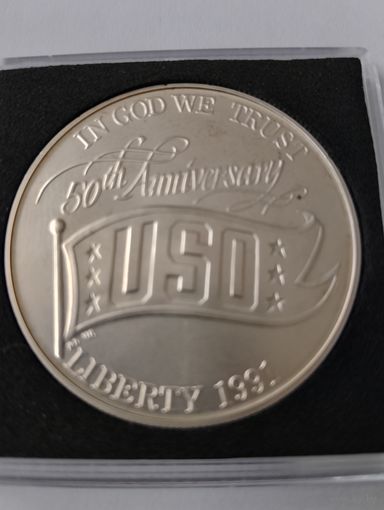 IN GOD WE TRUST
50th Anniversary
USO
LIBERTY 1991